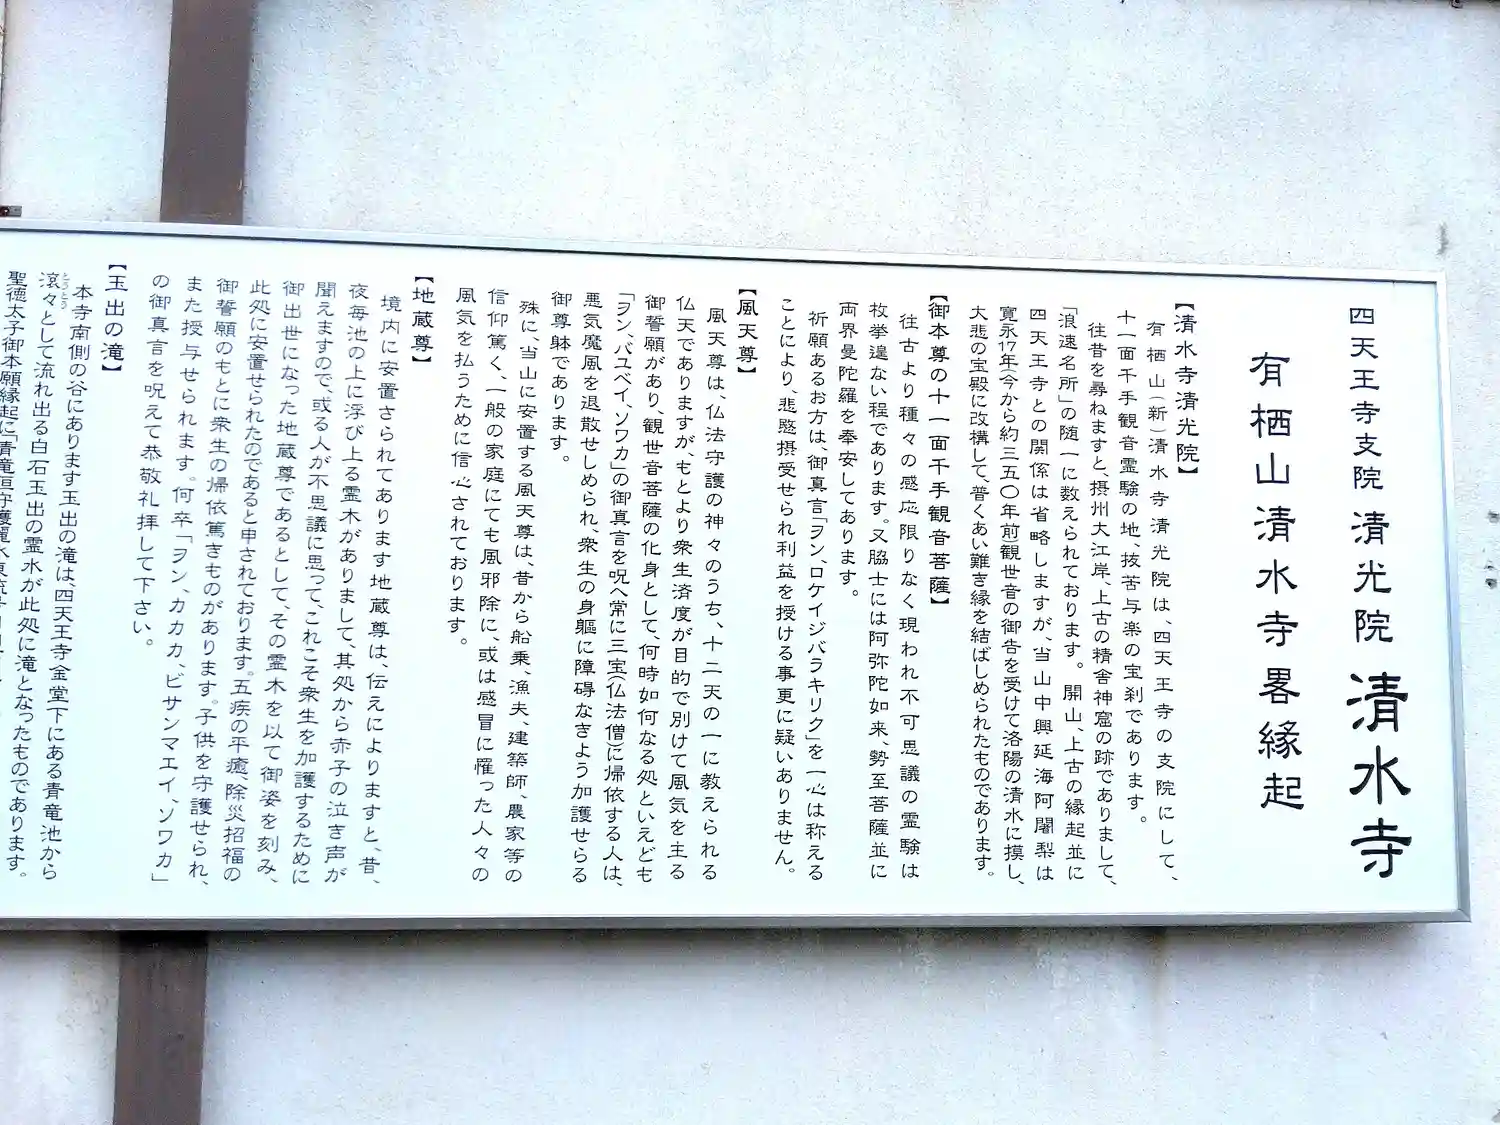 四天王寺支院 清光院 清水寺
有栖山清水寺畧縁起
【清水寺清光院】
有栖山(新)清水寺清光院は、四天王寺の支院にして、
十一面千手観音霊験の地、抜苦与楽の宝刹であります。
往昔を尋ねますと、摂州大江岸、上古の精舎神窟の跡でありまして、
「浪速名所」の随一に数えられております。開山、上古の縁起並に
四天王寺との関係は省略しますが、当山中興延海阿闍梨は
寛永17年今から約三五〇年前観世音の御告を受けて洛陽の清水に摸し、
大悲の宝殿に改構して、普くあい難き縁を結ばしめられたものであります。
【御本尊の十一面千手観音菩薩】
往古より種々の感応限りなく現われ不可思議の霊験は
枚挙遑ない程であります。又脇士には阿弥陀如来、勢至菩薩並に
両界曼陀羅を奉安してあります。
祈願あるお方は、御真言「ヲン、ロケイジバラキリク」を一心は称える
ことにより、悲愍摂受せられ利益を授ける事更に疑いありません。
【風天尊】
風天尊は、仏法守護の神々のうち、十二天の一に教えられる
仏天でありますが、もとより衆生済度が目的で別けて風気を主る
御誓願があり、観世音菩薩の化身として、何時如何なる処といえども
「ヲン、バユベイ、ソワカ」の御真言を呪へ常に三宝(仏法僧)に帰依する人は、
悪気魔風を退散せしめられ、衆生の身軀に障碍なきよう加護せらる
御尊躰であります。
殊に、当山に安置する風天尊は、昔から船乗、漁夫、建築師、農家等の
信仰篤く、一般の家庭にても風邪除に、或は感冒に罹った人々の
風気を払うために信心されております。
【地蔵尊】
境内に安置さられてあります地蔵尊は、伝えによりますと、昔、
夜毎池の上に浮び上る霊木がありまして、其処から赤子の泣き声が
聞えますので、或る人が不思議に思って、これこそ衆生を加護するために
御出世になった地蔵尊であるとして、その霊木を以て御姿を刻み、
此処に安置せられたのであると申されております。五疾の平癒、除災招福の
御誓願のもとに衆生の帰依篤きものがあります。子供を守護せられ、
また授与せられます。何卒「ヲン、カカカ、ビサンマエイ、ソワカ」
の御真言を呪えて恭敬礼拝して下さい。
【玉出の滝】
本寺南側の谷にあります玉出の滝は、四天王寺金堂下にある青竜池から
滾々として流れ出る白石玉出の霊水が此処に滝となったものであります。
とうとう
聖徳太子御本願縁起に「青竜恒守護麗水東流